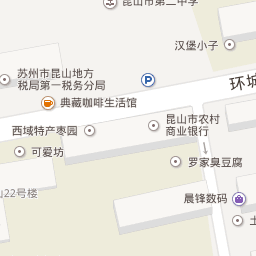 昆山市第二中学
汉堡小子
苏州市昆山地方
税局第一税务分局
P
环城
典藏咖啡生活馆
西域特产枣园
昆山市农村
商业银行
可爱坊
罗家臭豆腐
山22号楼
晨锋数码
土